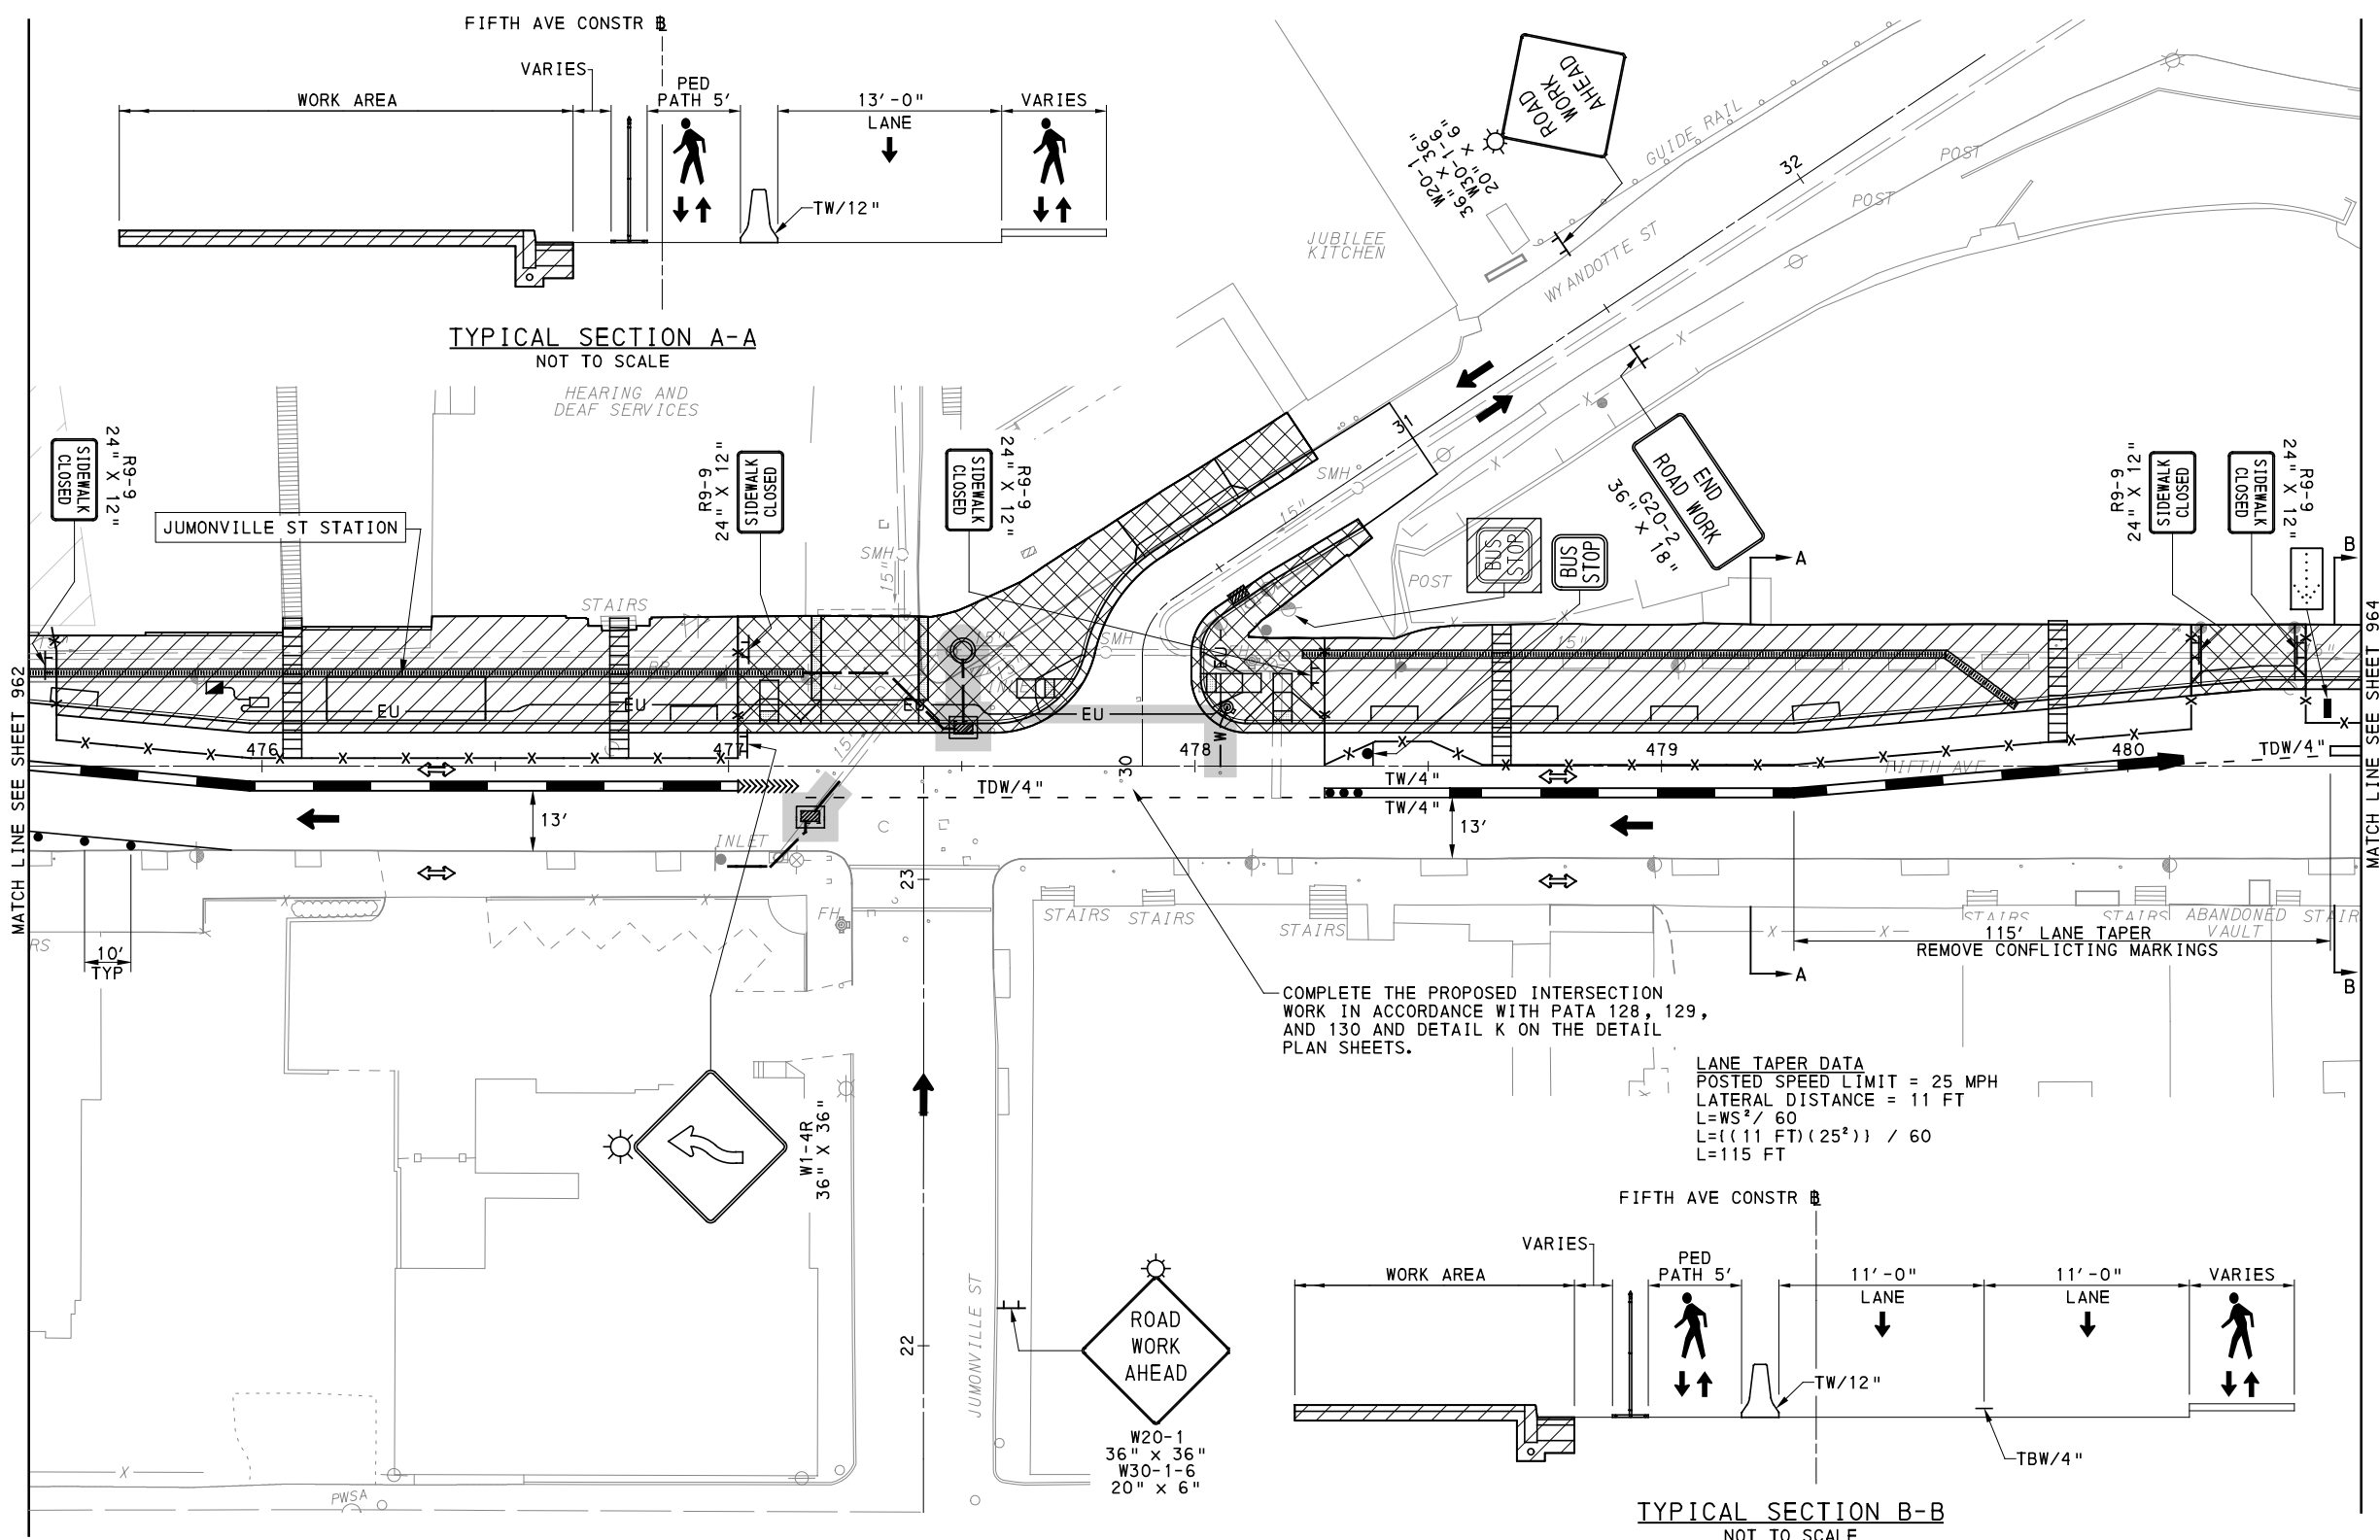 FIFTH AVE CONSTR
VARIES
WORK AREA
PED
PATH 5'
13'-0"
LANE
VARIES
TW/12"
TYPICAL SECTION A-A
NOT TO SCALE
ROAD
WORK
AHEAD
W20-1
36" X 36"
W30-1-6
20" X 6"
GUIDE RAIL
32
POST
POST
JUBILEE
KITCHEN
WYANDOTTE ST
HEARING AND
DEAF SERVICES
31
SMH
15"
END
ROAD WORK
G20-2
36" X 18"
SIDEWALK
CLOSED
R9-9
24" X 12"
JUMONVILLE ST STATION
R9-9
24" X 12"
SIDEWALK
CLOSED
SIDEWALK
CLOSED
R9-9
24" X 12"
SMH
15"
BUS
STOP
BUS
STOP
POST
A
R9-9
24" X 12"
SIDEWALK
CLOSED
SIDEWALK
CLOSED
R9-9
24" X 12"
B
STAIRS
15"
SMH
15"
15"
EU
EU
EU
EU
EU
W
MATCH LINE SEE SHEET 962
MATCH LINE SEE SHEET 964
476
477
478
479
480
30
15"
TDW/4"
TW/4"
TW/4"
FIFTH AVE
TDW/4"
13'
13'
INLET
C
23
FH
10'
TYP
RS
STAIRS
STAIRS
STAIRS
STAIRS
STAIRS
ABANDONED
VAULT
STAIR
115' LANE TAPER
REMOVE CONFLICTING MARKINGS
A
B
COMPLETE THE PROPOSED INTERSECTION
WORK IN ACCORDANCE WITH PATA 128, 129,
AND 130 AND DETAIL K ON THE DETAIL
PLAN SHEETS.
LANE TAPER DATA
POSTED SPEED LIMIT = 25 MPH
LATERAL DISTANCE = 11 FT
L=WS²/ 60
L={(11 FT)(25²)} / 60
L=115 FT
W1-4R
36" X 36"
22
JUMONVILLE ST
ROAD
WORK
AHEAD
W20-1
36" x 36"
W30-1-6
20" x 6"
PWSA
FIFTH AVE CONSTR
VARIES
WORK AREA
PED
PATH 5'
11'-0"
LANE
11'-0"
LANE
VARIES
TW/12"
TBW/4"
TYPICAL SECTION B-B
NOT TO SCALE